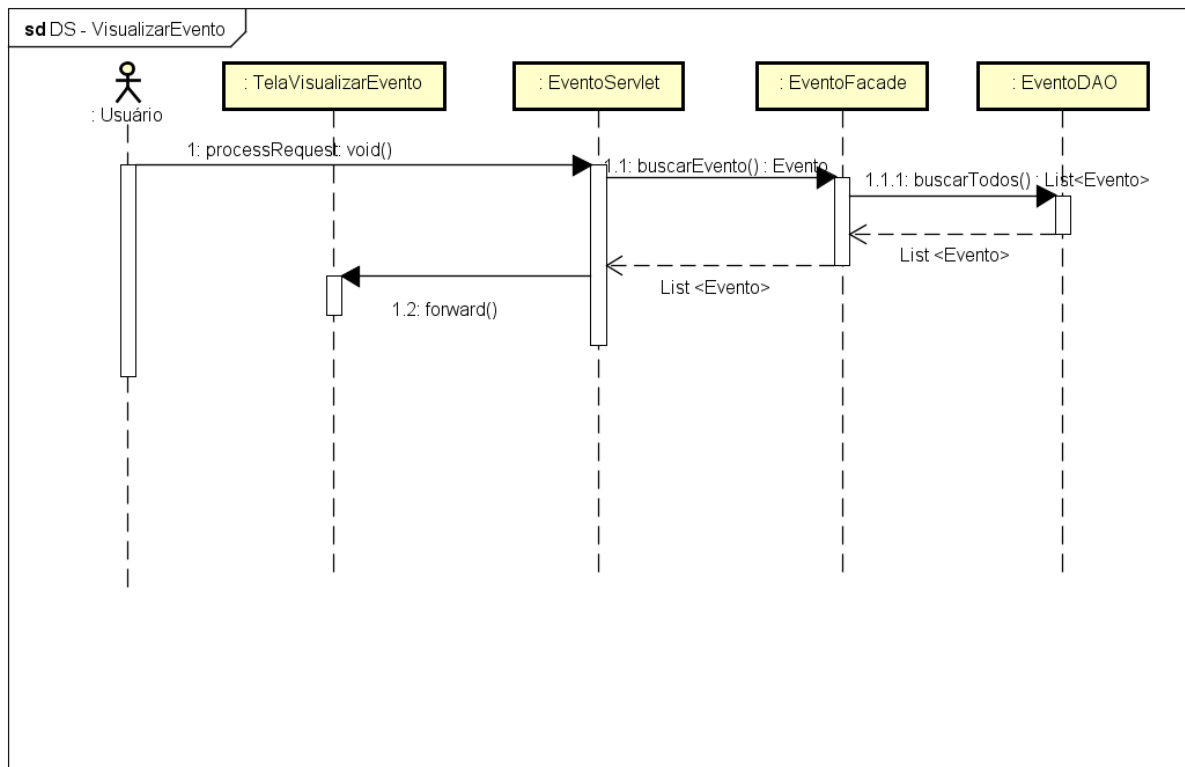 sd DS - VisualizarEvento
: Usuário
: TelaVisualizarEvento
: EventoServlet
: EventoFacade
: EventoDAO
1: processRequest: void()
1.1: buscarEvento() : Evento
1.1.1: buscarTodos() : List<Evento>
List <Evento>
List <Evento>
1.2: forward()